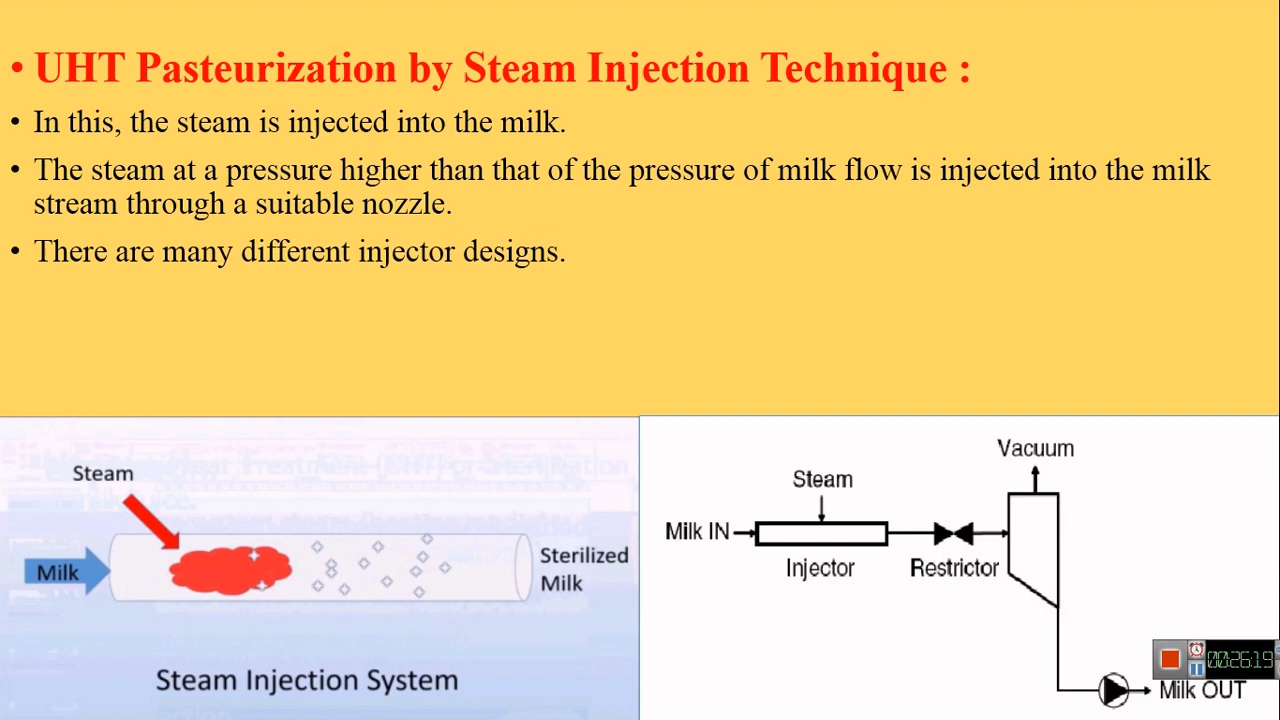 • UHT Pasteurization by Steam Injection Technique :
• In this, the steam is injected into the milk.
• The steam at a pressure higher than that of the pressure of milk flow is injected into the milk
stream through a suitable nozzle.
• There are many different injector designs.
Steam
Milk
Sterilized
Milk
Steam Injection System
Vacuum
Steam
Milk IN
Injector
Restrictor
00:26:19
Milk OUT